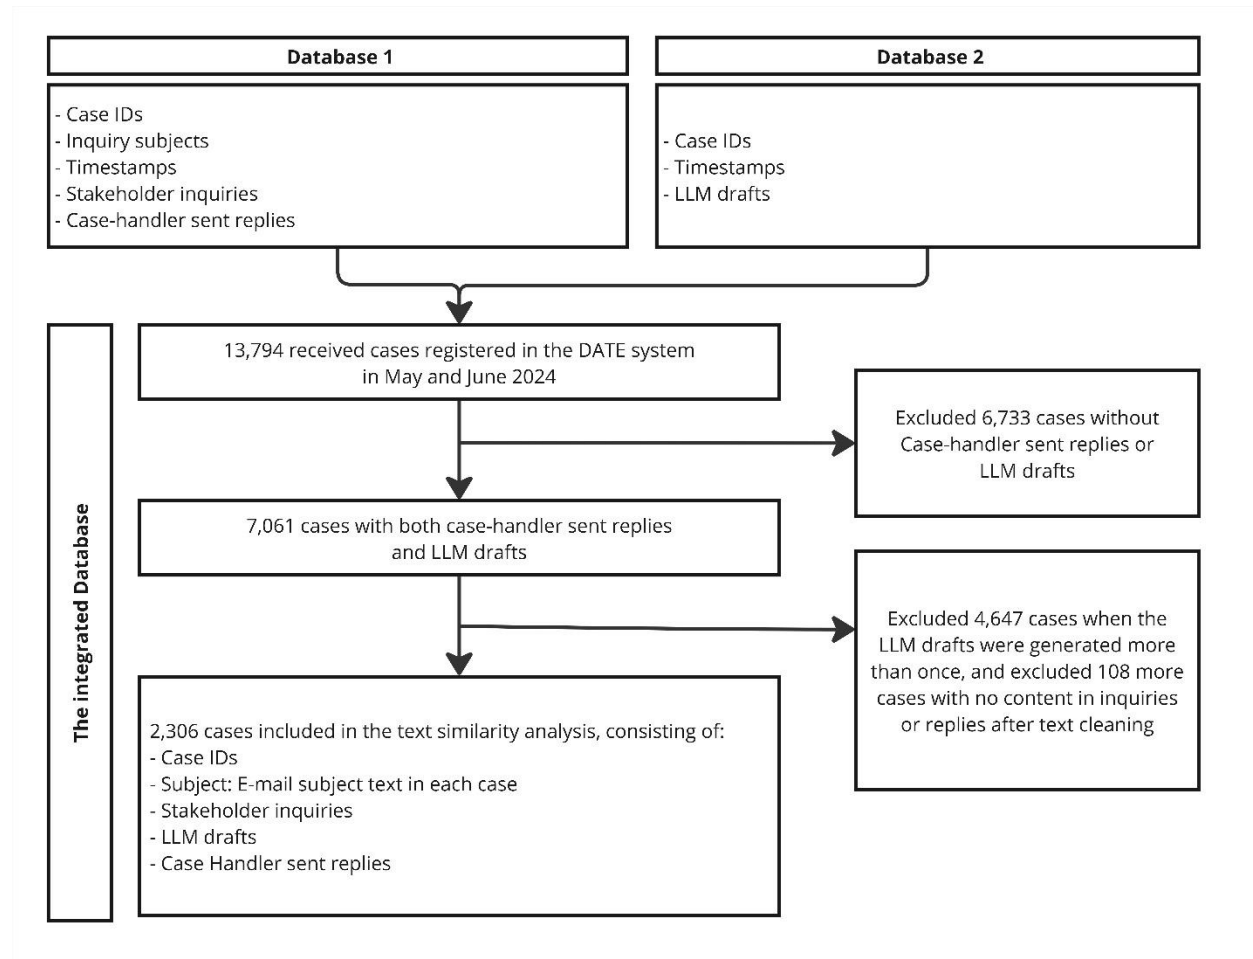 Database 1
- Case IDs
- Inquiry subjects
- Timestamps
- Stakeholder inquiries
- Case-handler sent replies
Database 2
- Case IDs
- Timestamps
- LLM drafts
The integrated Database
13,794 received cases registered in the DATE system
in May and June 2024
Excluded 6,733 cases without
Case-handler sent replies or
LLM drafts
7,061 cases with both case-handler sent replies
and LLM drafts
Excluded 4,647 cases when the
LLM drafts were generated more
than once, and excluded 108 more
cases with no content in inquiries
or replies after text cleaning
2,306 cases included in the text similarity analysis, consisting of:
- Case IDs
- Subject: E-mail subject text in each case
- Stakeholder inquiries
- LLM drafts
- Case Handler sent replies